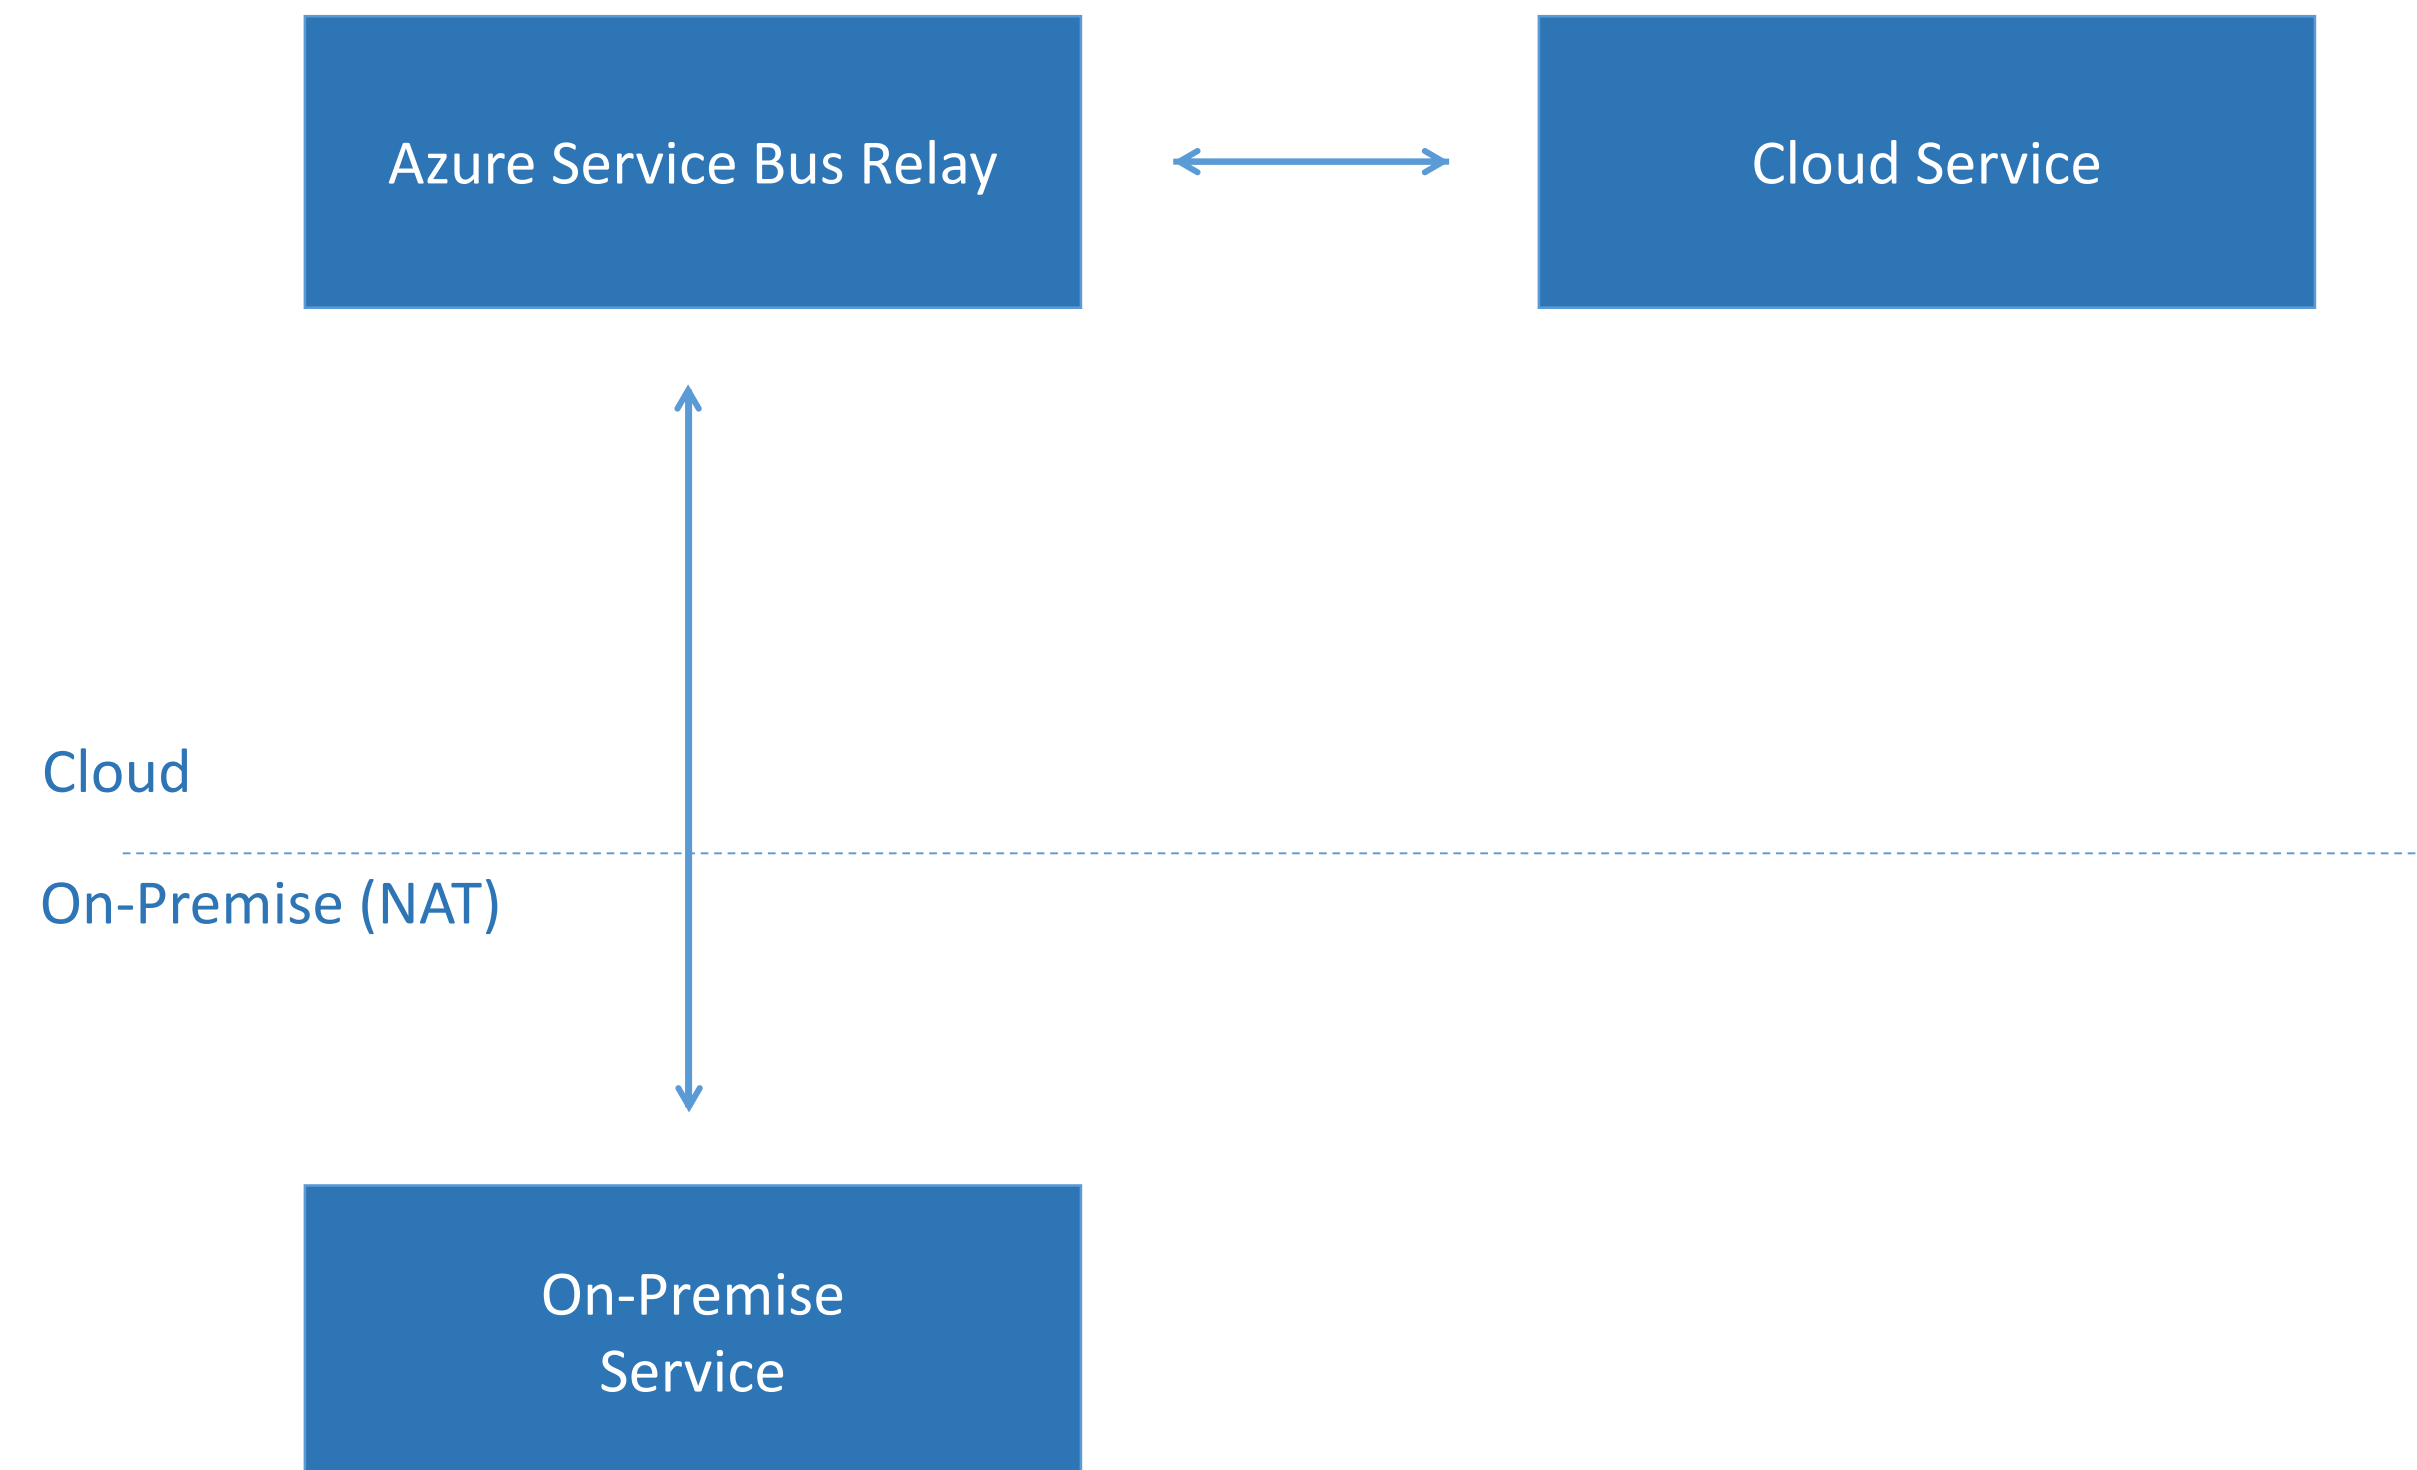 Azure Service Bus Relay
Cloud Service
Cloud
On-Premise (NAT)
On-Premise
Service